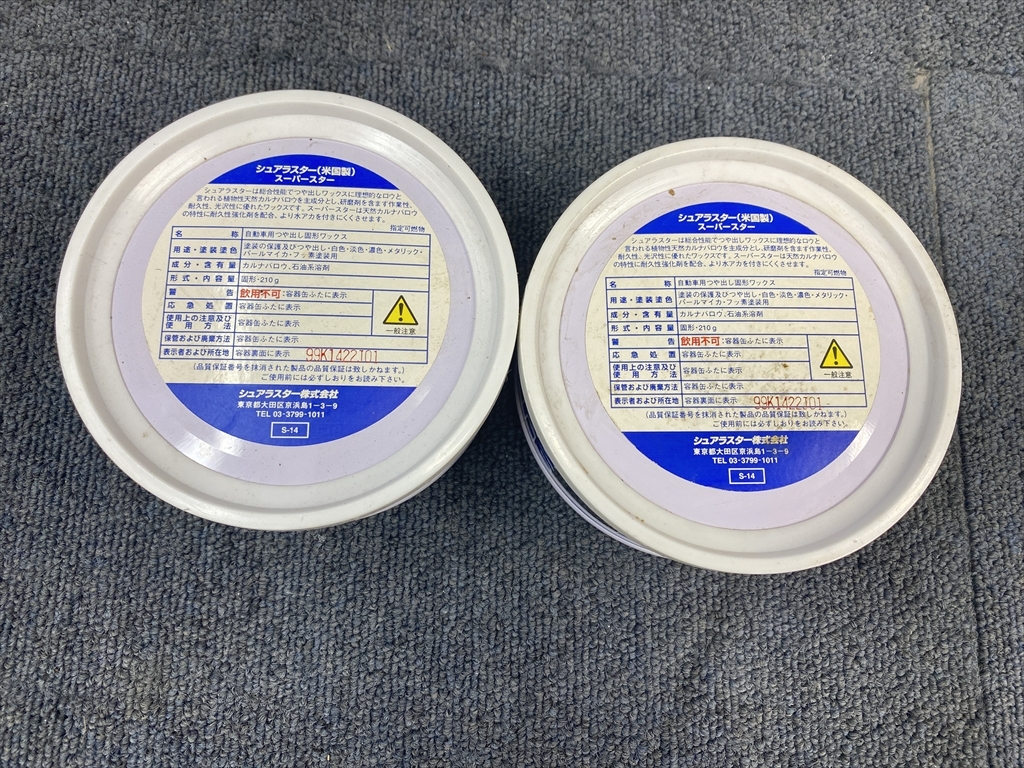 シュアラスター(米国製)
スーパースター
シュアラスターは総合性能でつや出しワックスに理想的なロウと
言われる植物性天然カルナバロウを主成分とし、研磨剤を含まず作業性、
耐久性、光沢性に優れたワックスです。スーパースターは天然カルナバロウ
の特性に耐久性強化剤を配合、より水アカを付きにくくさせます。
指定可燃物
名 称 自動車用つや出し固形ワックス
用途・塗装塗色 塗装の保護及びつや出し・白色・淡色・濃色・メタリック・
パールマイカ・フッ素塗装用
成分・含有量 カルナバロウ、石油系溶剤
形式・内容量 固形・210g
警 告 飲用不可:容器缶ふたに表示
応急処置 容器缶ふたに表示
使用上の注意及び
使用方法 容器缶ふたに表示
一般注意
保管および廃棄方法 容器缶ふたに表示
表示者および所在地 容器裏面に表示 99K1422J01
(品質保証番号を抹消された製品の品質保証は致しかねます。)
ご使用前には必ずしおりをお読み下さい。
シュアラスター株式会社
東京都大田区京浜島1-3-9
TEL 03-3799-1011
S-14
シュアラスター(米国製)
スーパースター
シュアラスターは総合性能でつや出しワックスに理想的なロウと
言われる植物性天然カルナバロウを主成分とし、研磨剤を含まず作業性、
耐久性、光沢性に優れたワックスです。スーパースターは天然カルナバロウ
の特性に耐久性強化剤を配合、より水アカを付きにくくさせます。
指定可燃物
名 称 自動車用つや出し固形ワックス
用途・塗装塗色 塗装の保護及びつや出し・白色・淡色・濃色・メタリック・
パールマイカ・フッ素塗装用
成分・含有量 カルナバロウ、石油系溶剤
形式・内容量 固形・210g
警 告 飲用不可:容器缶ふたに表示
応急処置 容器缶ふたに表示
使用上の注意及び
使用方法 容器缶ふたに表示
一般注意
保管および廃棄方法 容器缶ふたに表示
表示者および所在地 容器裏面に表示 99K1422J01
(品質保証番号を抹消された製品の品質保証は致しかねます。)
ご使用前には必ずしおりをお読み下さい。
シュアラスター株式会社
東京都大田区京浜島1-3-9
TEL 03-3799-1011
S-14